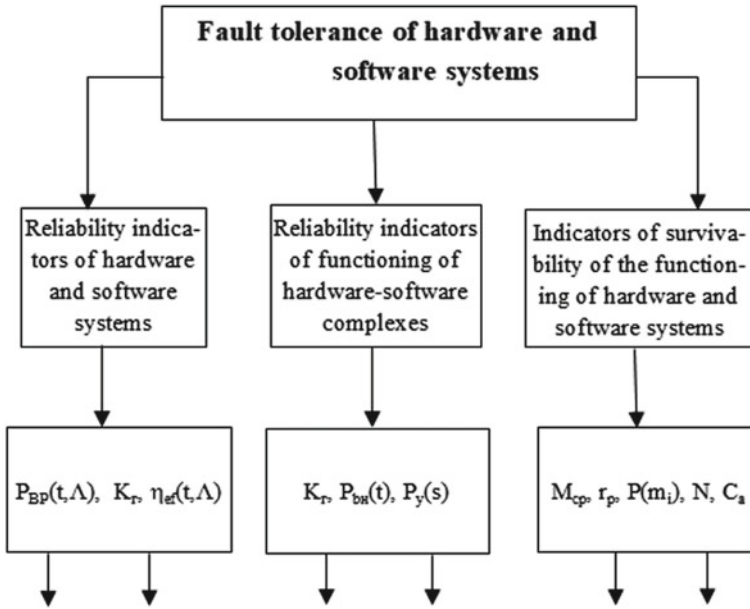 Fault tolerance of hardware and
software systems
Reliability indica-
tors of hardware
and software
systems
Reliability indicators
of functioning of
hardware-software
complexes
Indicators of surviva-
bility of the function-
ing of hardware and
software systems
P_BP(t,Λ), K_r, η_ef(t,Λ)
K_r, P_bн(t), P_y(s)
M_cp, r_p, P(m_i), N, C_a